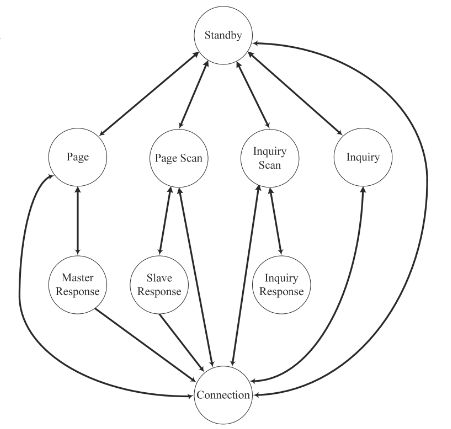 Standby
Page
Page Scan
Inquiry
Scan
Inquiry
Master
Response
Slave
Response
Inquiry
Response
Connection